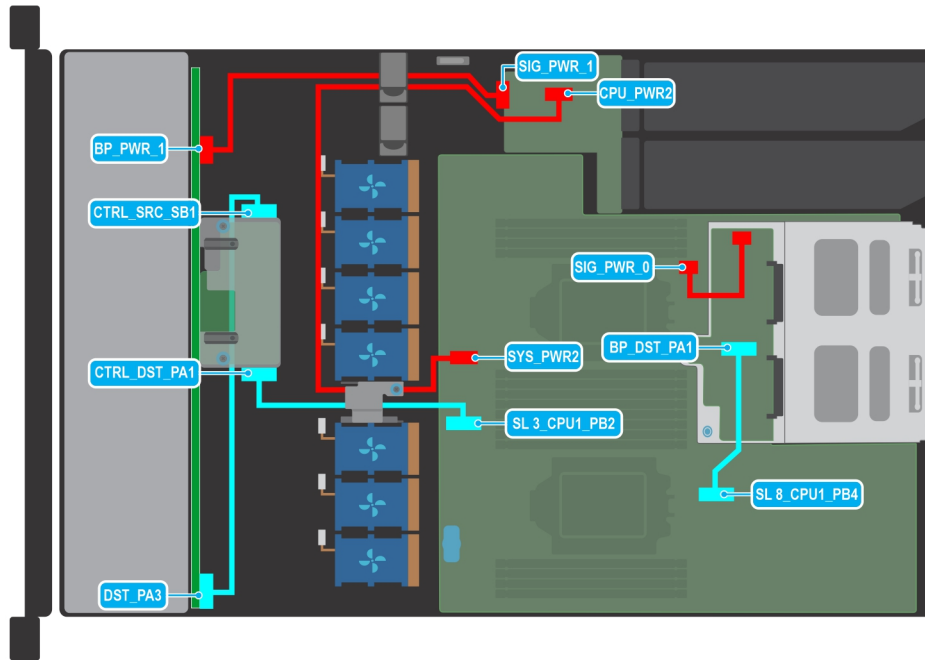 SIG_PWR_1
CPU_PWR2
BP_PWR_1
CTRL_SRC_SB1
SIG_PWR_0
BP_DST_PA1
SYS_PWR2
CTRL_DST_PA1
SL 3_CPU1_PB2
SL 8_CPU1_PB4
DST_PA3